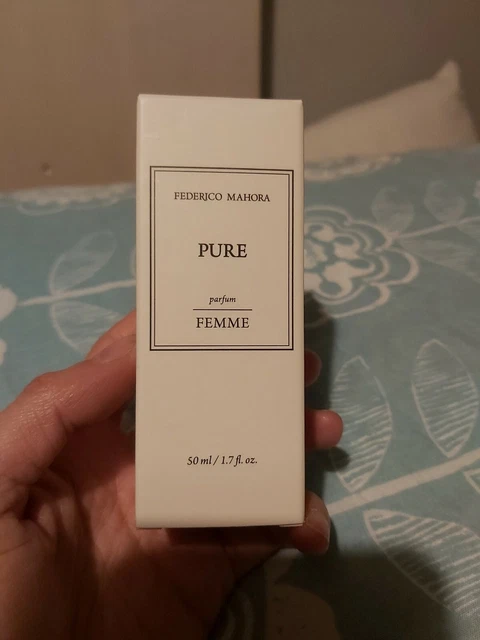 FEDERICO MAHORA
PURE
parfum
FEMME
50 ml / 1.7 fl. oz.